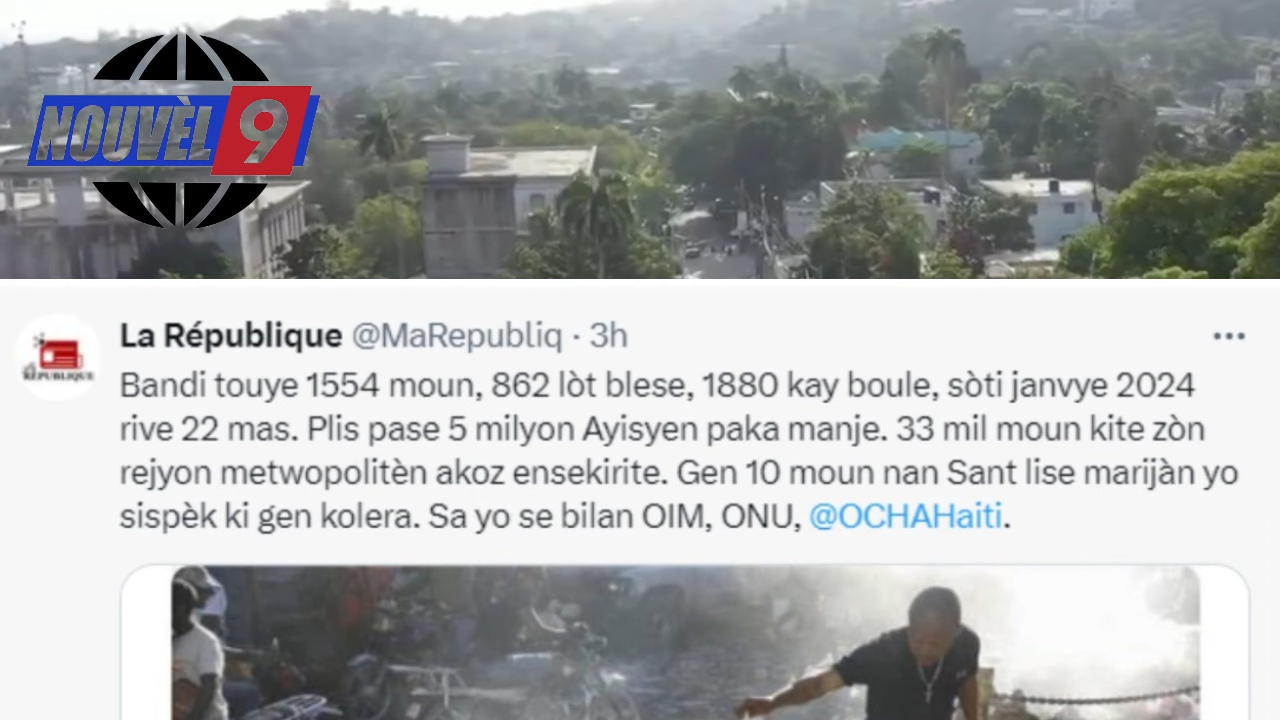 NOUVÈL 9
La République @MaRepubliq · 3h
RÉPUBLIQUE
Bandi touye 1554 moun, 862 lòt blese, 1880 kay boule, sòti janvye 2024
rive 22 mas. Plis pase 5 milyon Ayisyen paka manje. 33 mil moun kite zòn
rejyon metwopolitèn akoz ensekirite. Gen 10 moun nan Sant lise marijàn yo
sispèk ki gen kolera. Sa yo se bilan OIM, ONU, @OCHAHaiti.